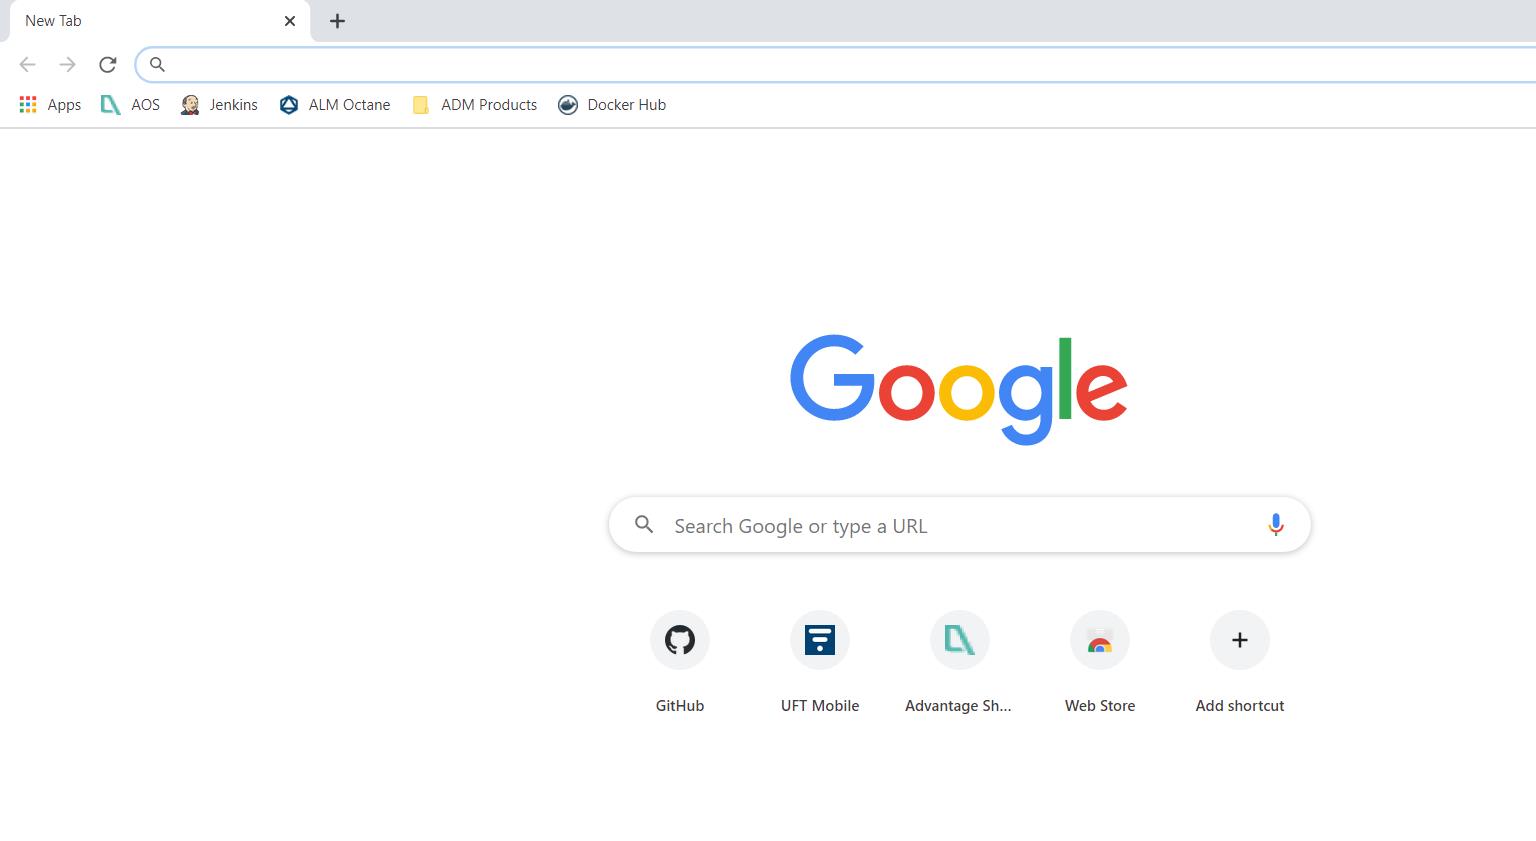 New Tab
Apps AOS Jenkins ALM Octane ADM Products Docker Hub
Google
Search Google or type a URL
GitHub UFT Mobile Advantage Sh... Web Store Add shortcut